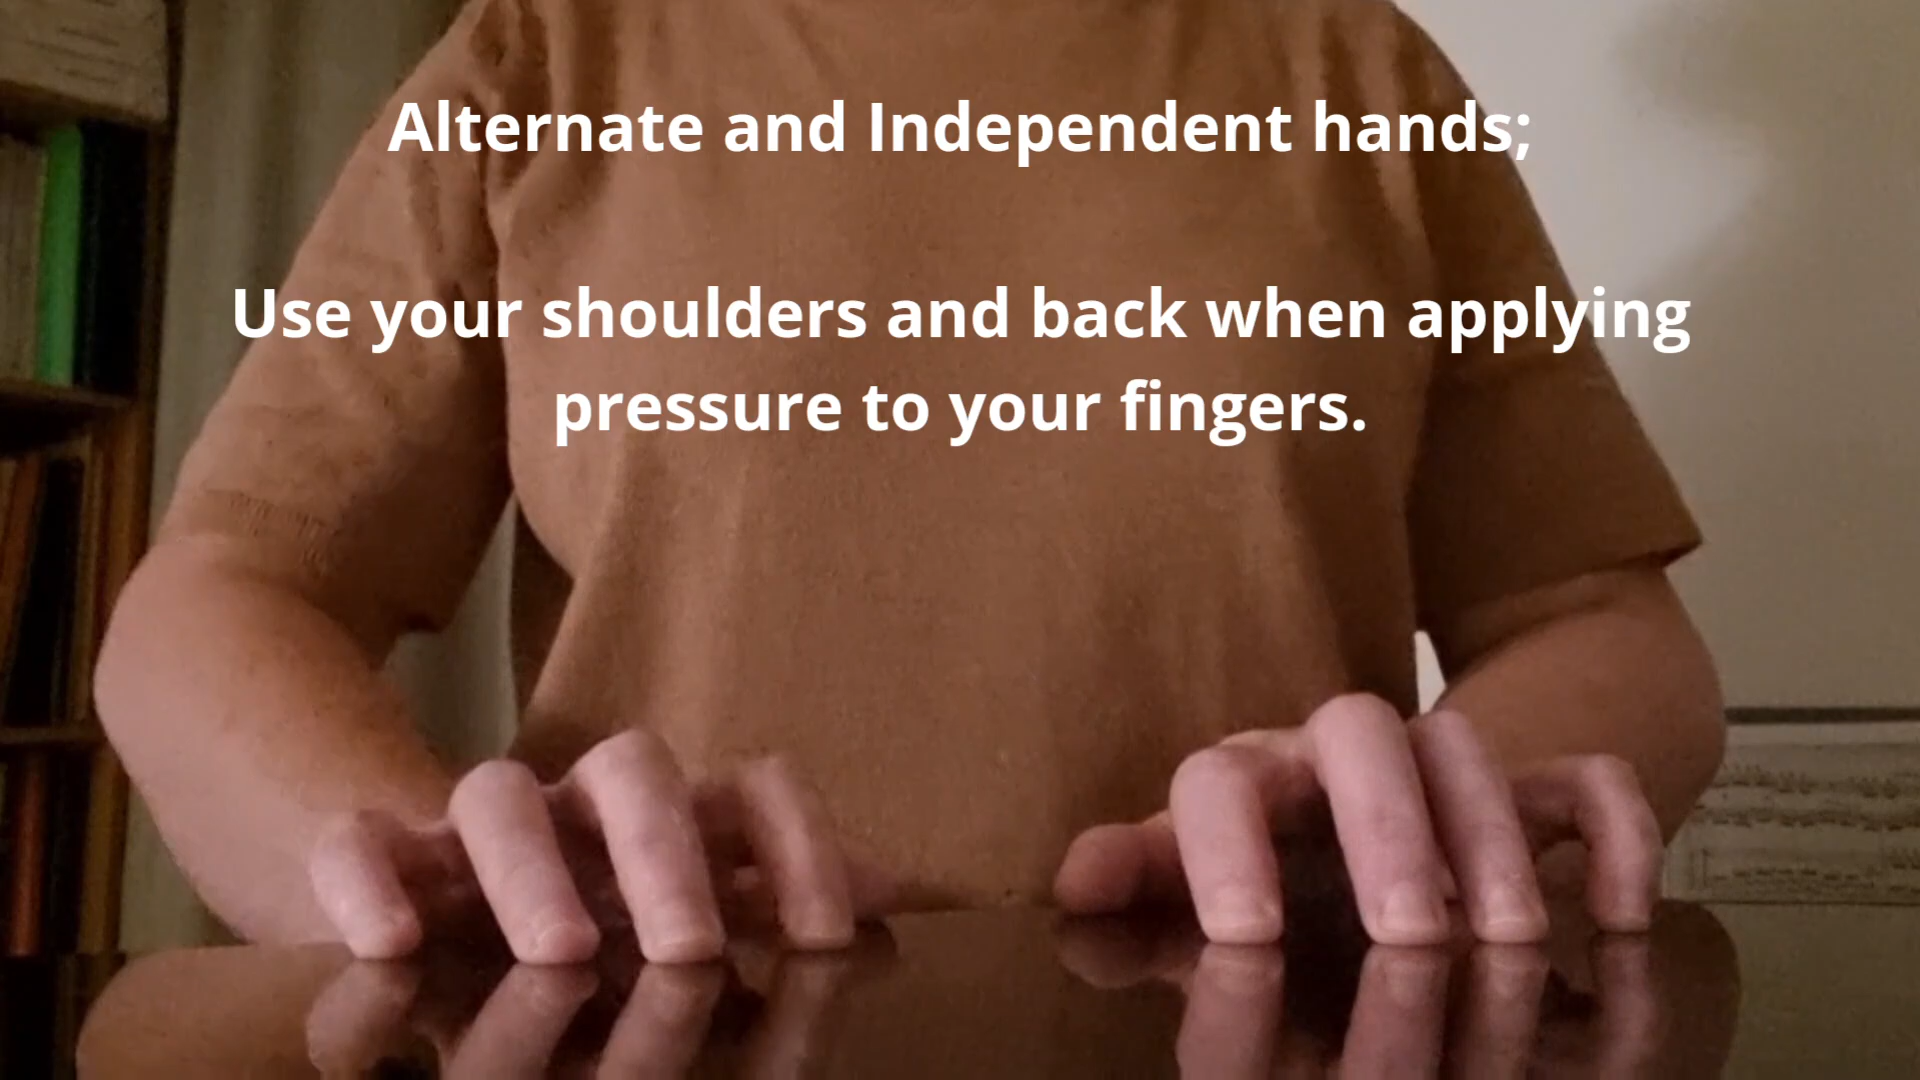 Alternate and Independent hands;
Use your shoulders and back when applying
pressure to your fingers.